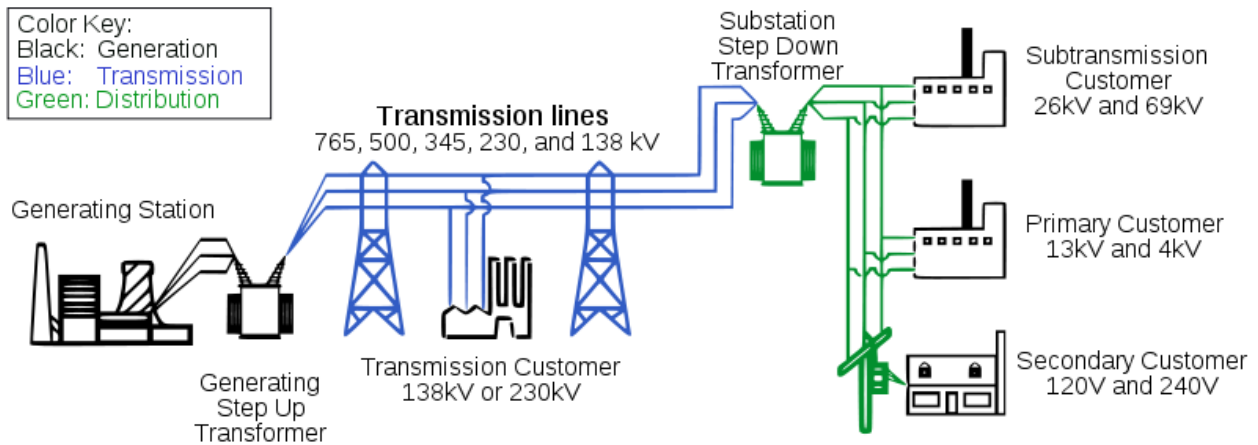 Color Key:
Black: Generation
Blue: Transmission
Green: Distribution
Substation
Step Down
Transformer
Subtransmission
Customer
26kV and 69kV
Transmission lines
765, 500, 345, 230, and 138 kV
Generating Station
Primary Customer
13kV and 4kV
Transmission Customer
138kV or 230kV
Secondary Customer
120V and 240V
Generating
Step Up
Transformer